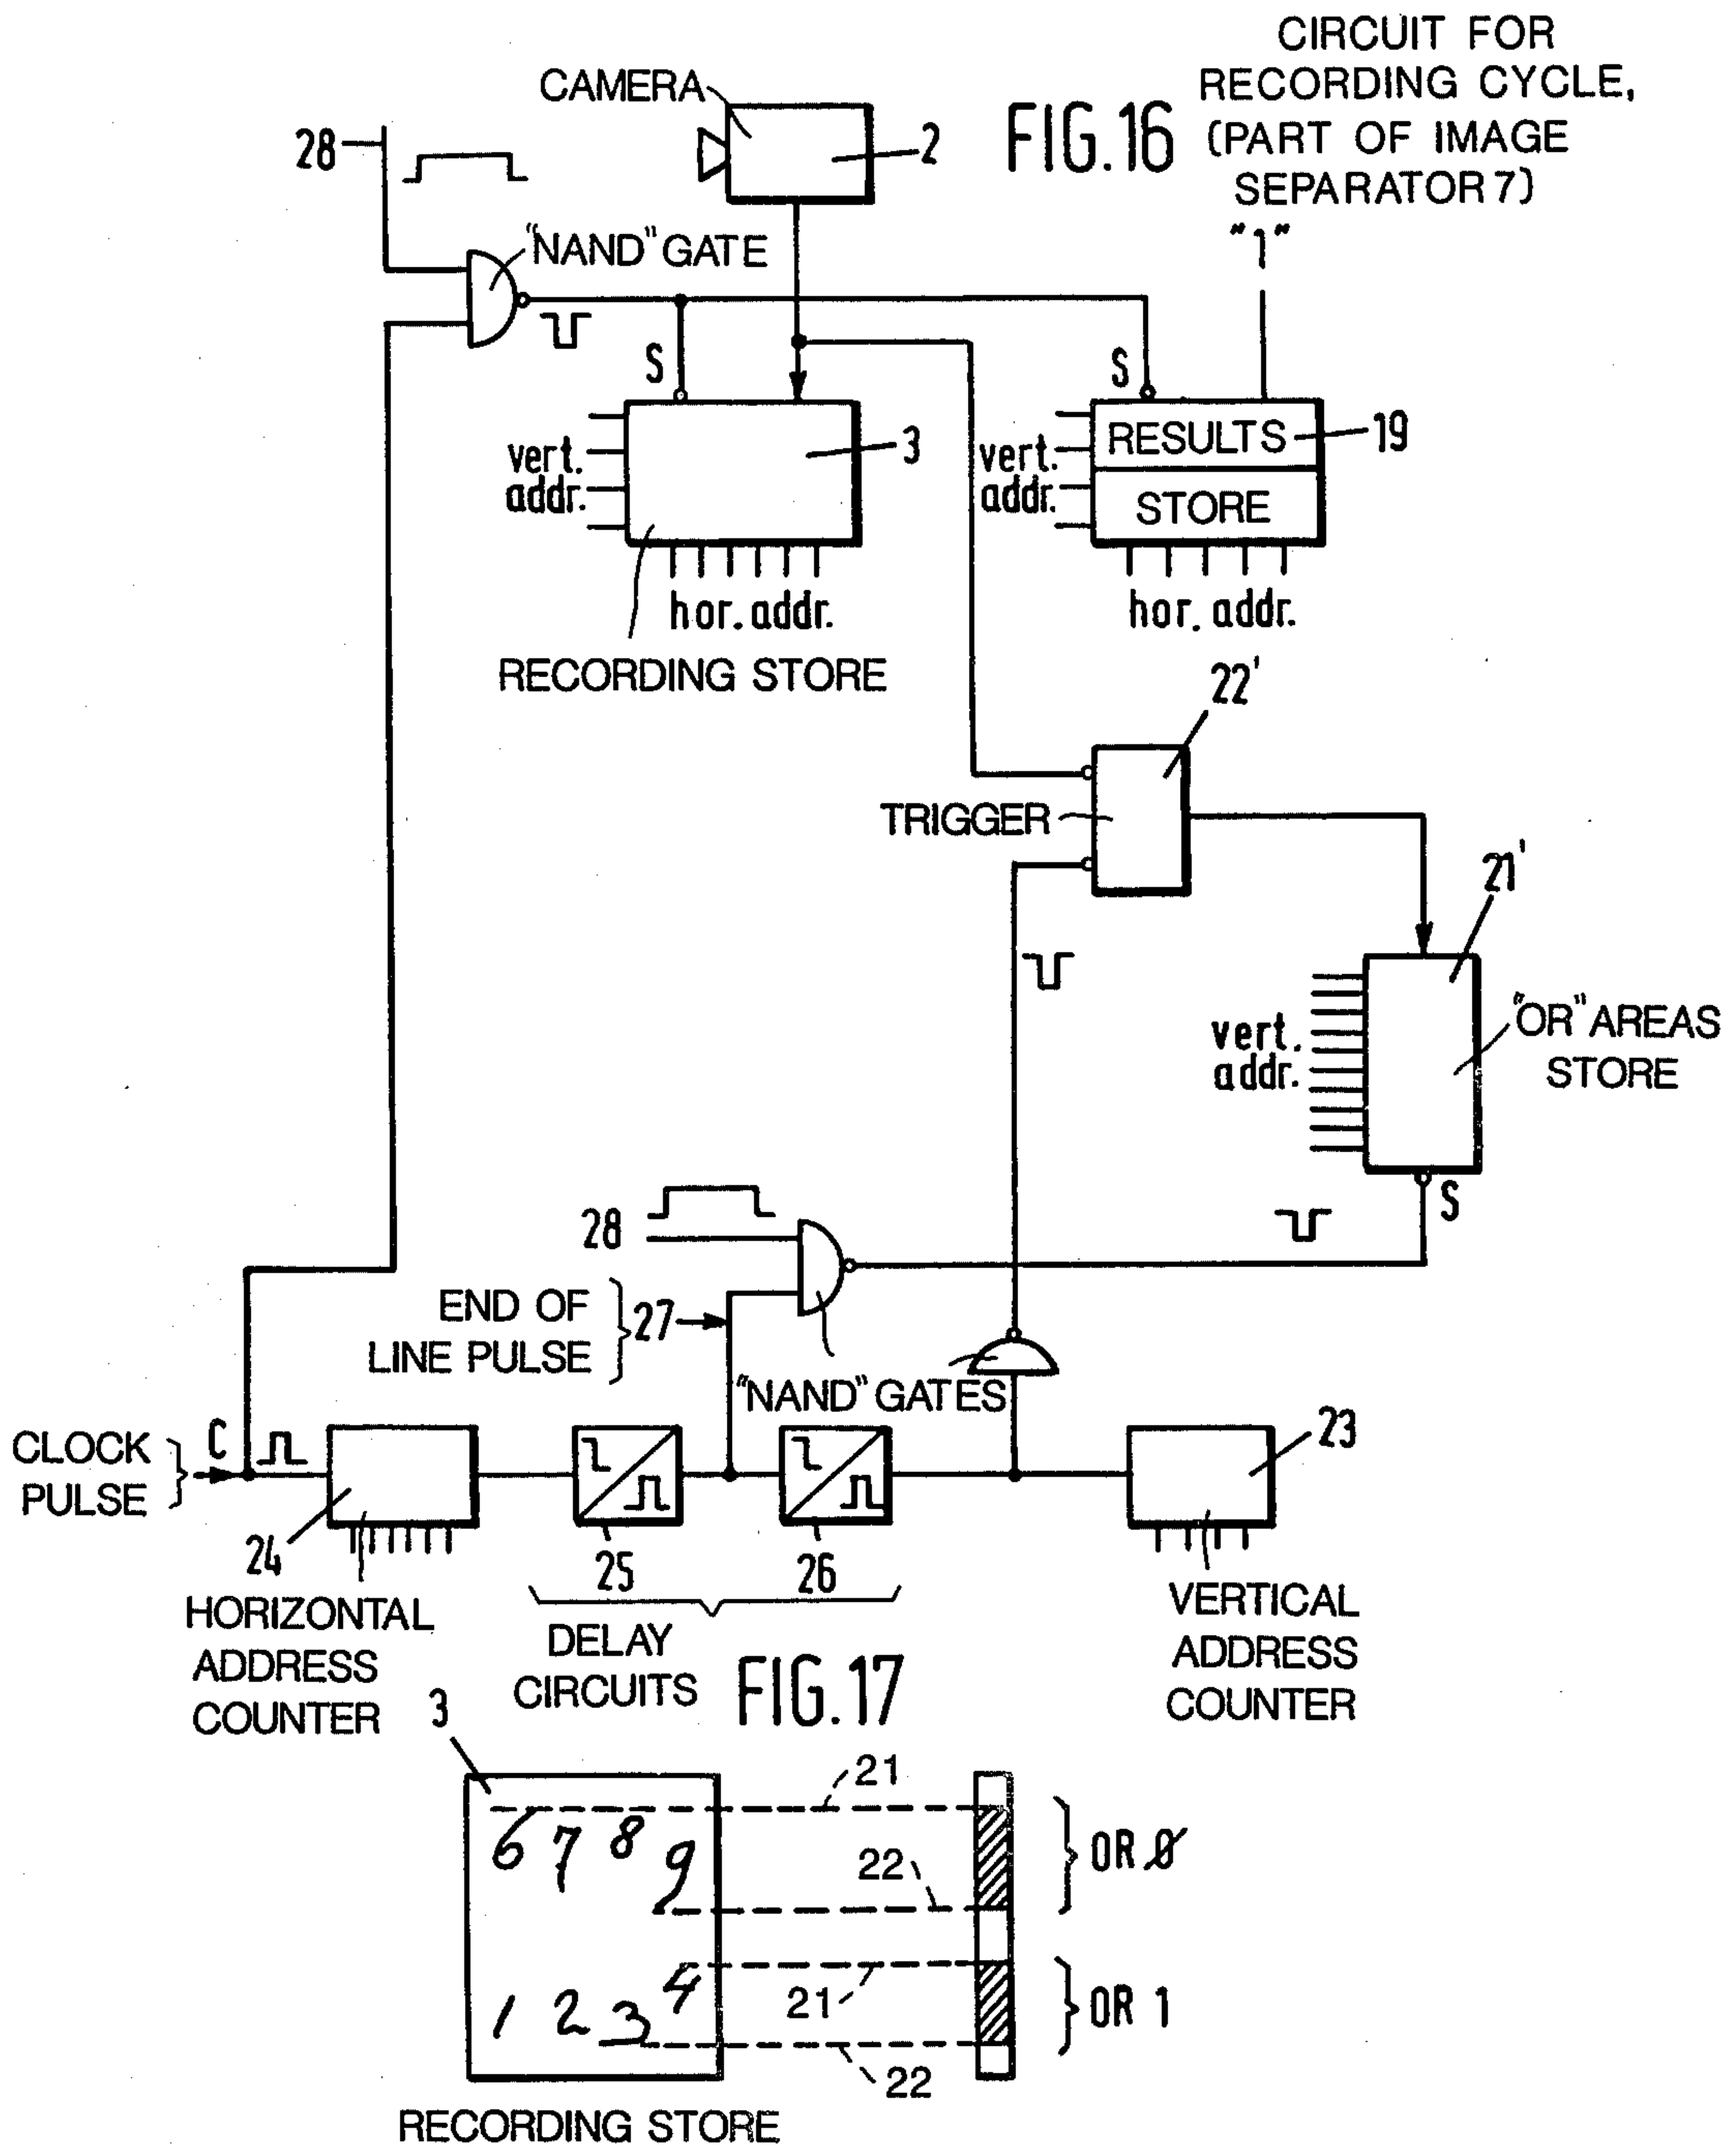 CIRCUIT FOR
RECORDING CYCLE,
(PART OF IMAGE
SEPARATOR 7)
FIG.16
CAMERA
2
28
"NAND" GATE
"1"
S
S
3
RESULTS
STORE
19
vert.
addr.
vert.
addr.
hor. addr.
hor. addr.
RECORDING STORE
22'
TRIGGER
21'
vert.
addr.
"OR" AREAS
STORE
S
28
END OF
LINE PULSE
27
"NAND" GATES
CLOCK
PULSE
C
23
24
25
26
HORIZONTAL
ADDRESS
COUNTER
DELAY
CIRCUITS
VERTICAL
ADDRESS
COUNTER
FIG.17
3
21
6 7 8 9
22
OR 0
4
21
1 2 3
OR 1
22
RECORDING STORE